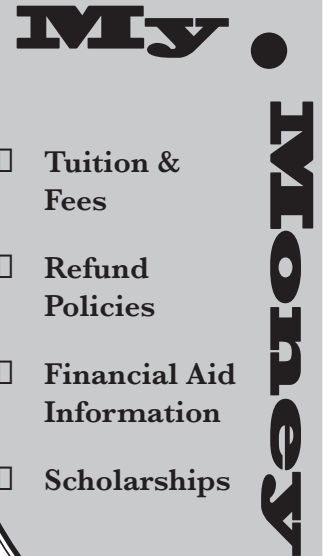 My.
Money
☐ Tuition &
Fees
☐ Refund
Policies
☐ Financial Aid
Information
☐ Scholarships